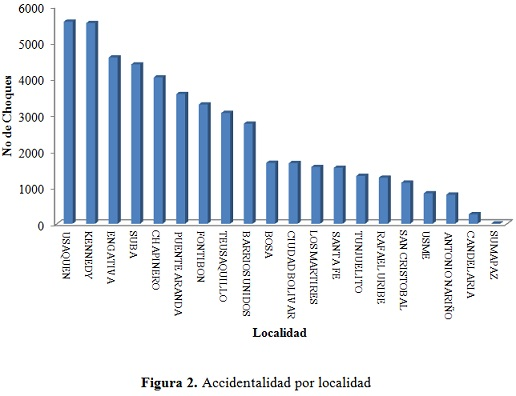 6000
5000
4000
3000
2000
1000
0
No de Choques
USAQUEN
KENNEDY
ENGATIVA
SUBA
CHAPINERO
PUENTE ARANDA
FONTIBON
TEUSAQUILLO
BARRIOS UNIDOS
BOSA
CIUDAD BOLIVAR
LOS MARTIRES
SANTA FE
TUNJUELITO
RAFAEL URIBE
SAN CRISTOBAL
USME
ANTONIO NARIÑO
CANDELARIA
SUMAPAZ
Localidad
Figura 2. Accidentalidad por localidad